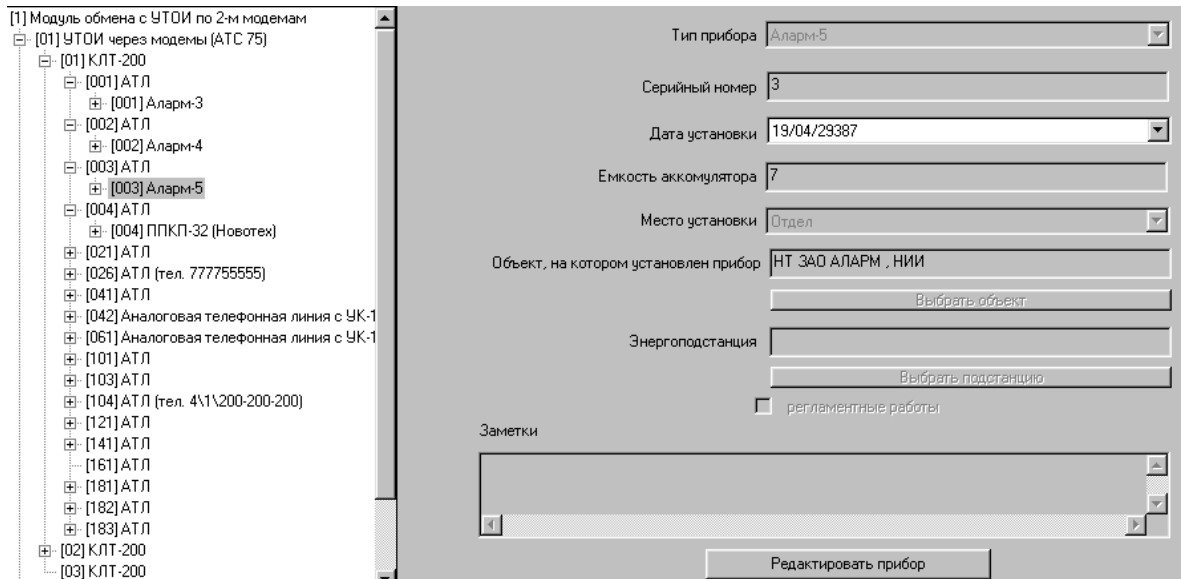 [1] Модуль обмена с УТОИ по 2-м модемам
[01] УТОИ через модемы (АТС 75)
[01] КЛТ-200
[001] АТЛ
[001] Аларм-3
[002] АТЛ
[002] Аларм-4
[003] АТЛ
[003] Аларм-5
[004] АТЛ
[004] ППКП-32 (Новотех)
[021] АТЛ
[026] АТЛ (тел. 777755555)
[041] АТЛ
[042] Аналоговая телефонная линия с УК-1
[061] Аналоговая телефонная линия с УК-1
[101] АТЛ
[103] АТЛ
[104] АТЛ (тел. 4\1\200-200-200)
[121] АТЛ
[141] АТЛ
[161] АТЛ
[181] АТЛ
[182] АТЛ
[183] АТЛ
[02] КЛТ-200
[03] КЛТ-200
Тип прибора Аларм-5
Серийный номер 3
Дата установки 19/04/29387
Емкость аккомулятора 7
Место установки Отдел
Объект, на котором установлен прибор НТ ЗАО АЛАРМ , НИИ
Выбрать объект
Энергоподстанция
Выбрать подстанцию
регламентные работы
Заметки
Редактировать прибор